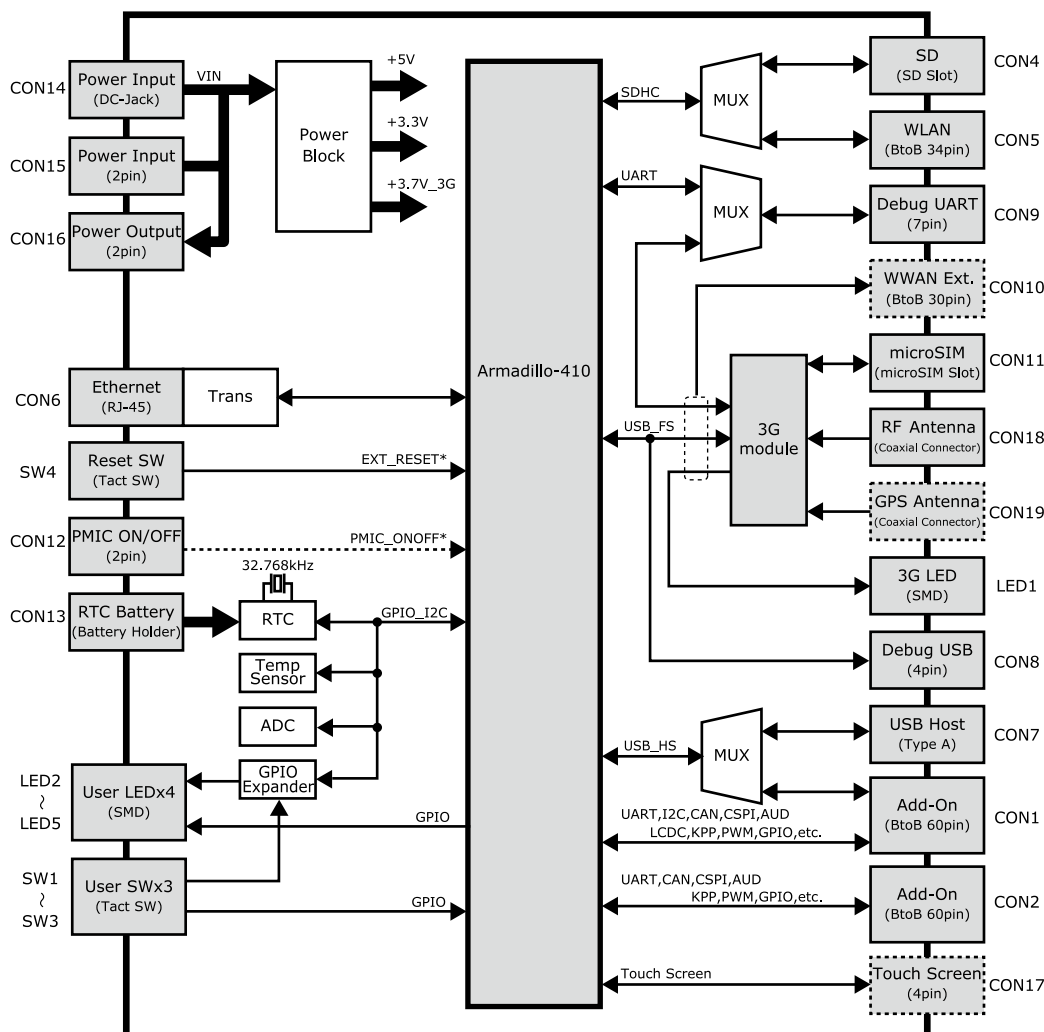 CON14
Power Input
(DC-Jack)
VIN
CON15
Power Input
(2pin)
CON16
Power Output
(2pin)
Power
Block
+5V
+3.3V
+3.7V_3G
CON6
Ethernet
(RJ-45)
Trans
SW4
Reset SW
(Tact SW)
EXT_RESET*
CON12
PMIC ON/OFF
(2pin)
PMIC_ONOFF*
CON13
RTC Battery
(Battery Holder)
32.768kHz
RTC
GPIO_I2C
Temp
Sensor
ADC
GPIO
Expander
LED2
~
LED5
User LEDx4
(SMD)
GPIO
SW1
~
SW3
User SWx3
(Tact SW)
GPIO
Armadillo-410
SDHC
MUX
SD
(SD Slot)
CON4
WLAN
(BtoB 34pin)
CON5
UART
MUX
Debug UART
(7pin)
CON9
WWAN Ext.
(BtoB 30pin)
CON10
microSIM
(microSIM Slot)
CON11
USB_FS
3G
module
RF Antenna
(Coaxial Connector)
CON18
GPS Antenna
(Coaxial Connector)
CON19
3G LED
(SMD)
LED1
Debug USB
(4pin)
CON8
USB_HS
MUX
USB Host
(Type A)
CON7
Add-On
(BtoB 60pin)
CON1
UART,I2C,CAN,CSPI,AUD
LCDC,KPP,PWM,GPIO,etc.
UART,CAN,CSPI,AUD
KPP,PWM,GPIO,etc.
Add-On
(BtoB 60pin)
CON2
Touch Screen
Touch Screen
(4pin)
CON17